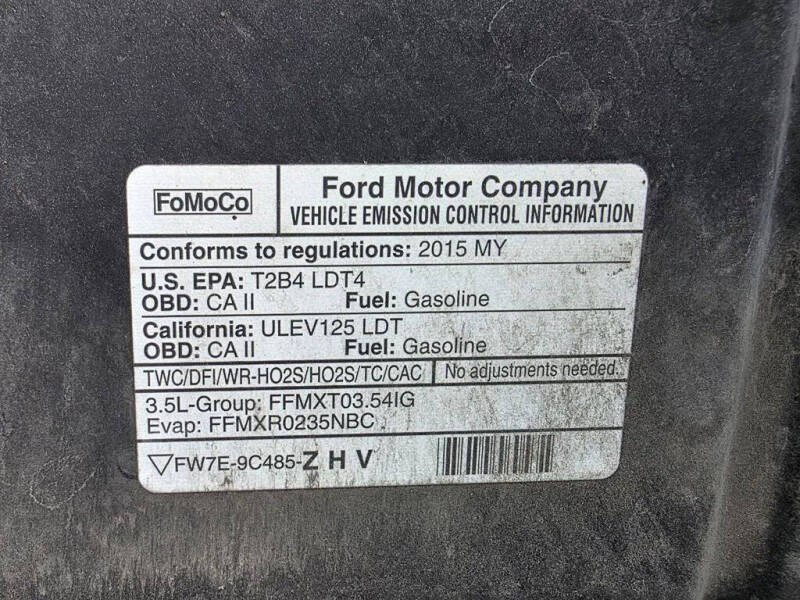 FoMoCo
Ford Motor Company
VEHICLE EMISSION CONTROL INFORMATION
Conforms to regulations: 2015 MY
U.S. EPA: T2B4 LDT4
OBD: CA II Fuel: Gasoline
California: ULEV125 LDT
OBD: CA II Fuel: Gasoline
TWC/DFI/WR-HO2S/HO2S/TC/CAC No adjustments needed.
3.5L-Group: FFMXT03.54IG
Evap: FFMXR0235NBC
▽FW7E-9C485-Z H V